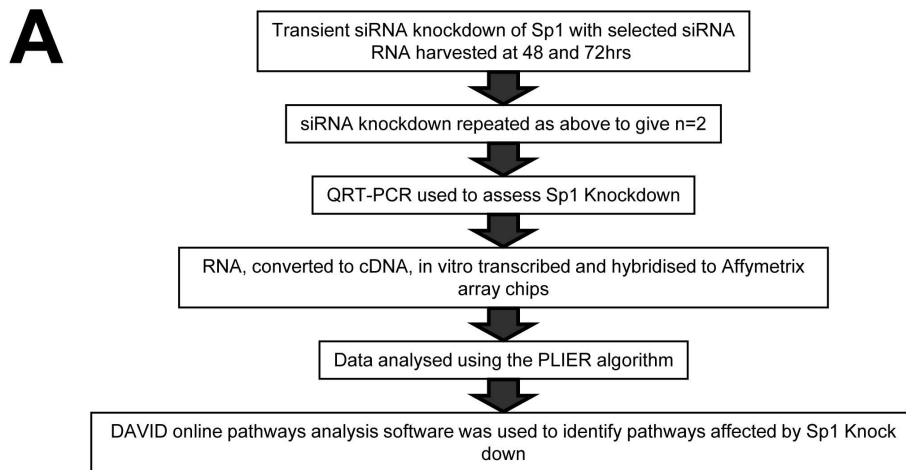 A
Transient siRNA knockdown of Sp1 with selected siRNA
RNA harvested at 48 and 72hrs
siRNA knockdown repeated as above to give n=2
QRT-PCR used to assess Sp1 Knockdown
RNA, converted to cDNA, in vitro transcribed and hybridised to Affymetrix
array chips
Data analysed using the PLIER algorithm
DAVID online pathways analysis software was used to identify pathways affected by Sp1 Knock
down